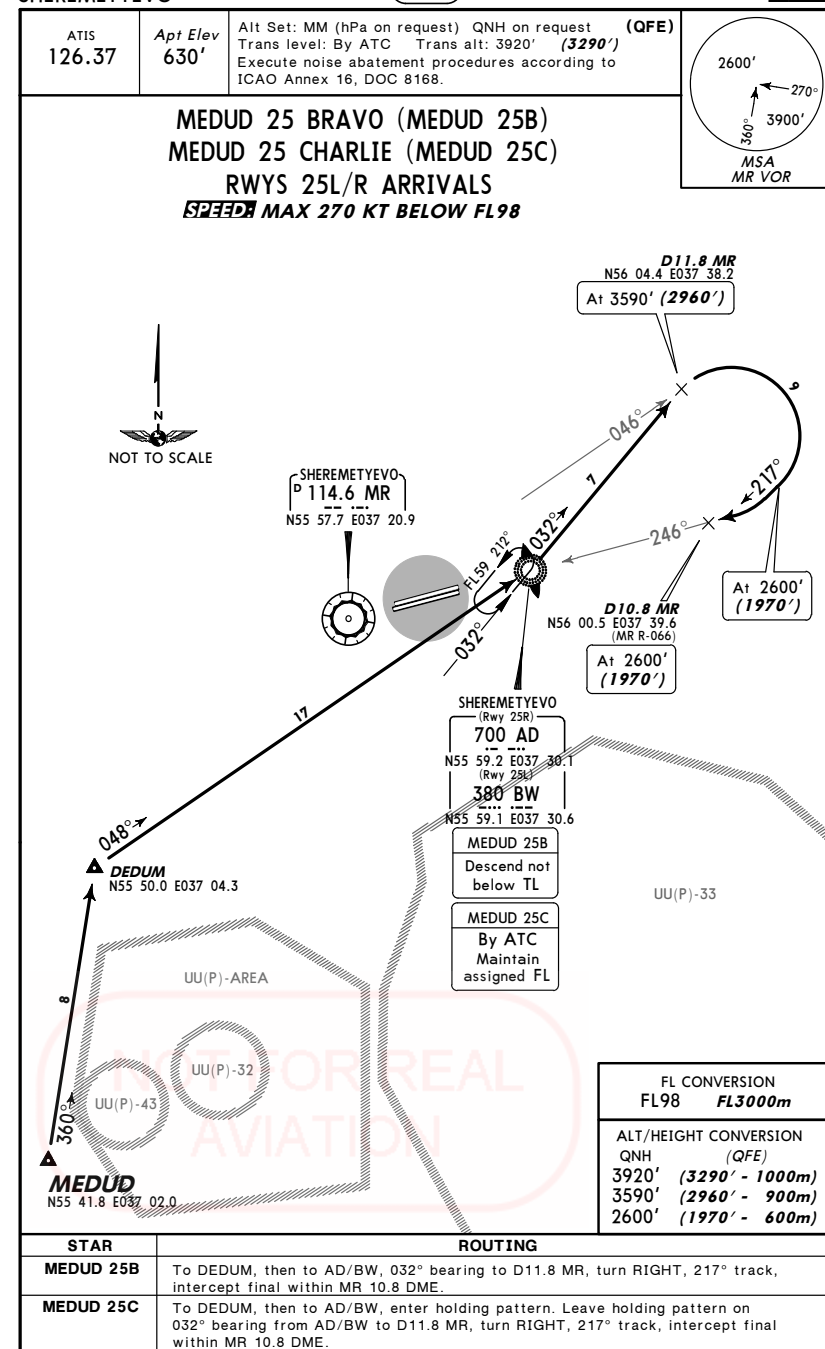 ATIS
126.37
Apt Elev
630'
Alt Set: MM (hPa on request) QNH on request (QFE)
Trans level: By ATC Trans alt: 3920' (3290')
Execute noise abatement procedures according to
ICAO Annex 16, DOC 8168.
2600'
270°
3900'
360°
MSA
MR VOR
MEDUD 25 BRAVO (MEDUD 25B)
MEDUD 25 CHARLIE (MEDUD 25C)
RWYS 25L/R ARRIVALS
SPEED: MAX 270 KT BELOW FL98
D11.8 MR
N56 04.4 E037 38.2
At 3590' (2960')
N
NOT TO SCALE
046°
9
7
217°
SHEREMETYEVO
D 114.6 MR
N55 57.7 E037 20.9
032°
246°
FL59 212°
At 2600'
(1970')
D10.8 MR
N56 00.5 E037 39.6
(MR R-066)
At 2600'
(1970')
032°
17
SHEREMETYEVO
(Rwy 25R)
700 AD
N55 59.2 E037 30.1
(Rwy 25L)
380 BW
N55 59.1 E037 30.6
MEDUD 25B
Descend not
below TL
MEDUD 25C
By ATC
Maintain
assigned FL
048°
DEDUM
N55 50.0 E037 04.3
UU(P)-33
UU(P)-AREA
8
UU(P)-32
UU(P)-43
360°
NOT FOR REAL
AVIATION
MEDUD
N55 41.8 E037 02.0
FL CONVERSION
FL98 FL3000m
ALT/HEIGHT CONVERSION
QNH (QFE)
3920' (3290' - 1000m)
3590' (2960' - 900m)
2600' (1970' - 600m)
STAR ROUTING
MEDUD 25B To DEDUM, then to AD/BW, 032° bearing to D11.8 MR, turn RIGHT, 217° track,
intercept final within MR 10.8 DME.
MEDUD 25C To DEDUM, then to AD/BW, enter holding pattern. Leave holding pattern on
032° bearing from AD/BW to D11.8 MR, turn RIGHT, 217° track, intercept final
within MR 10.8 DME.